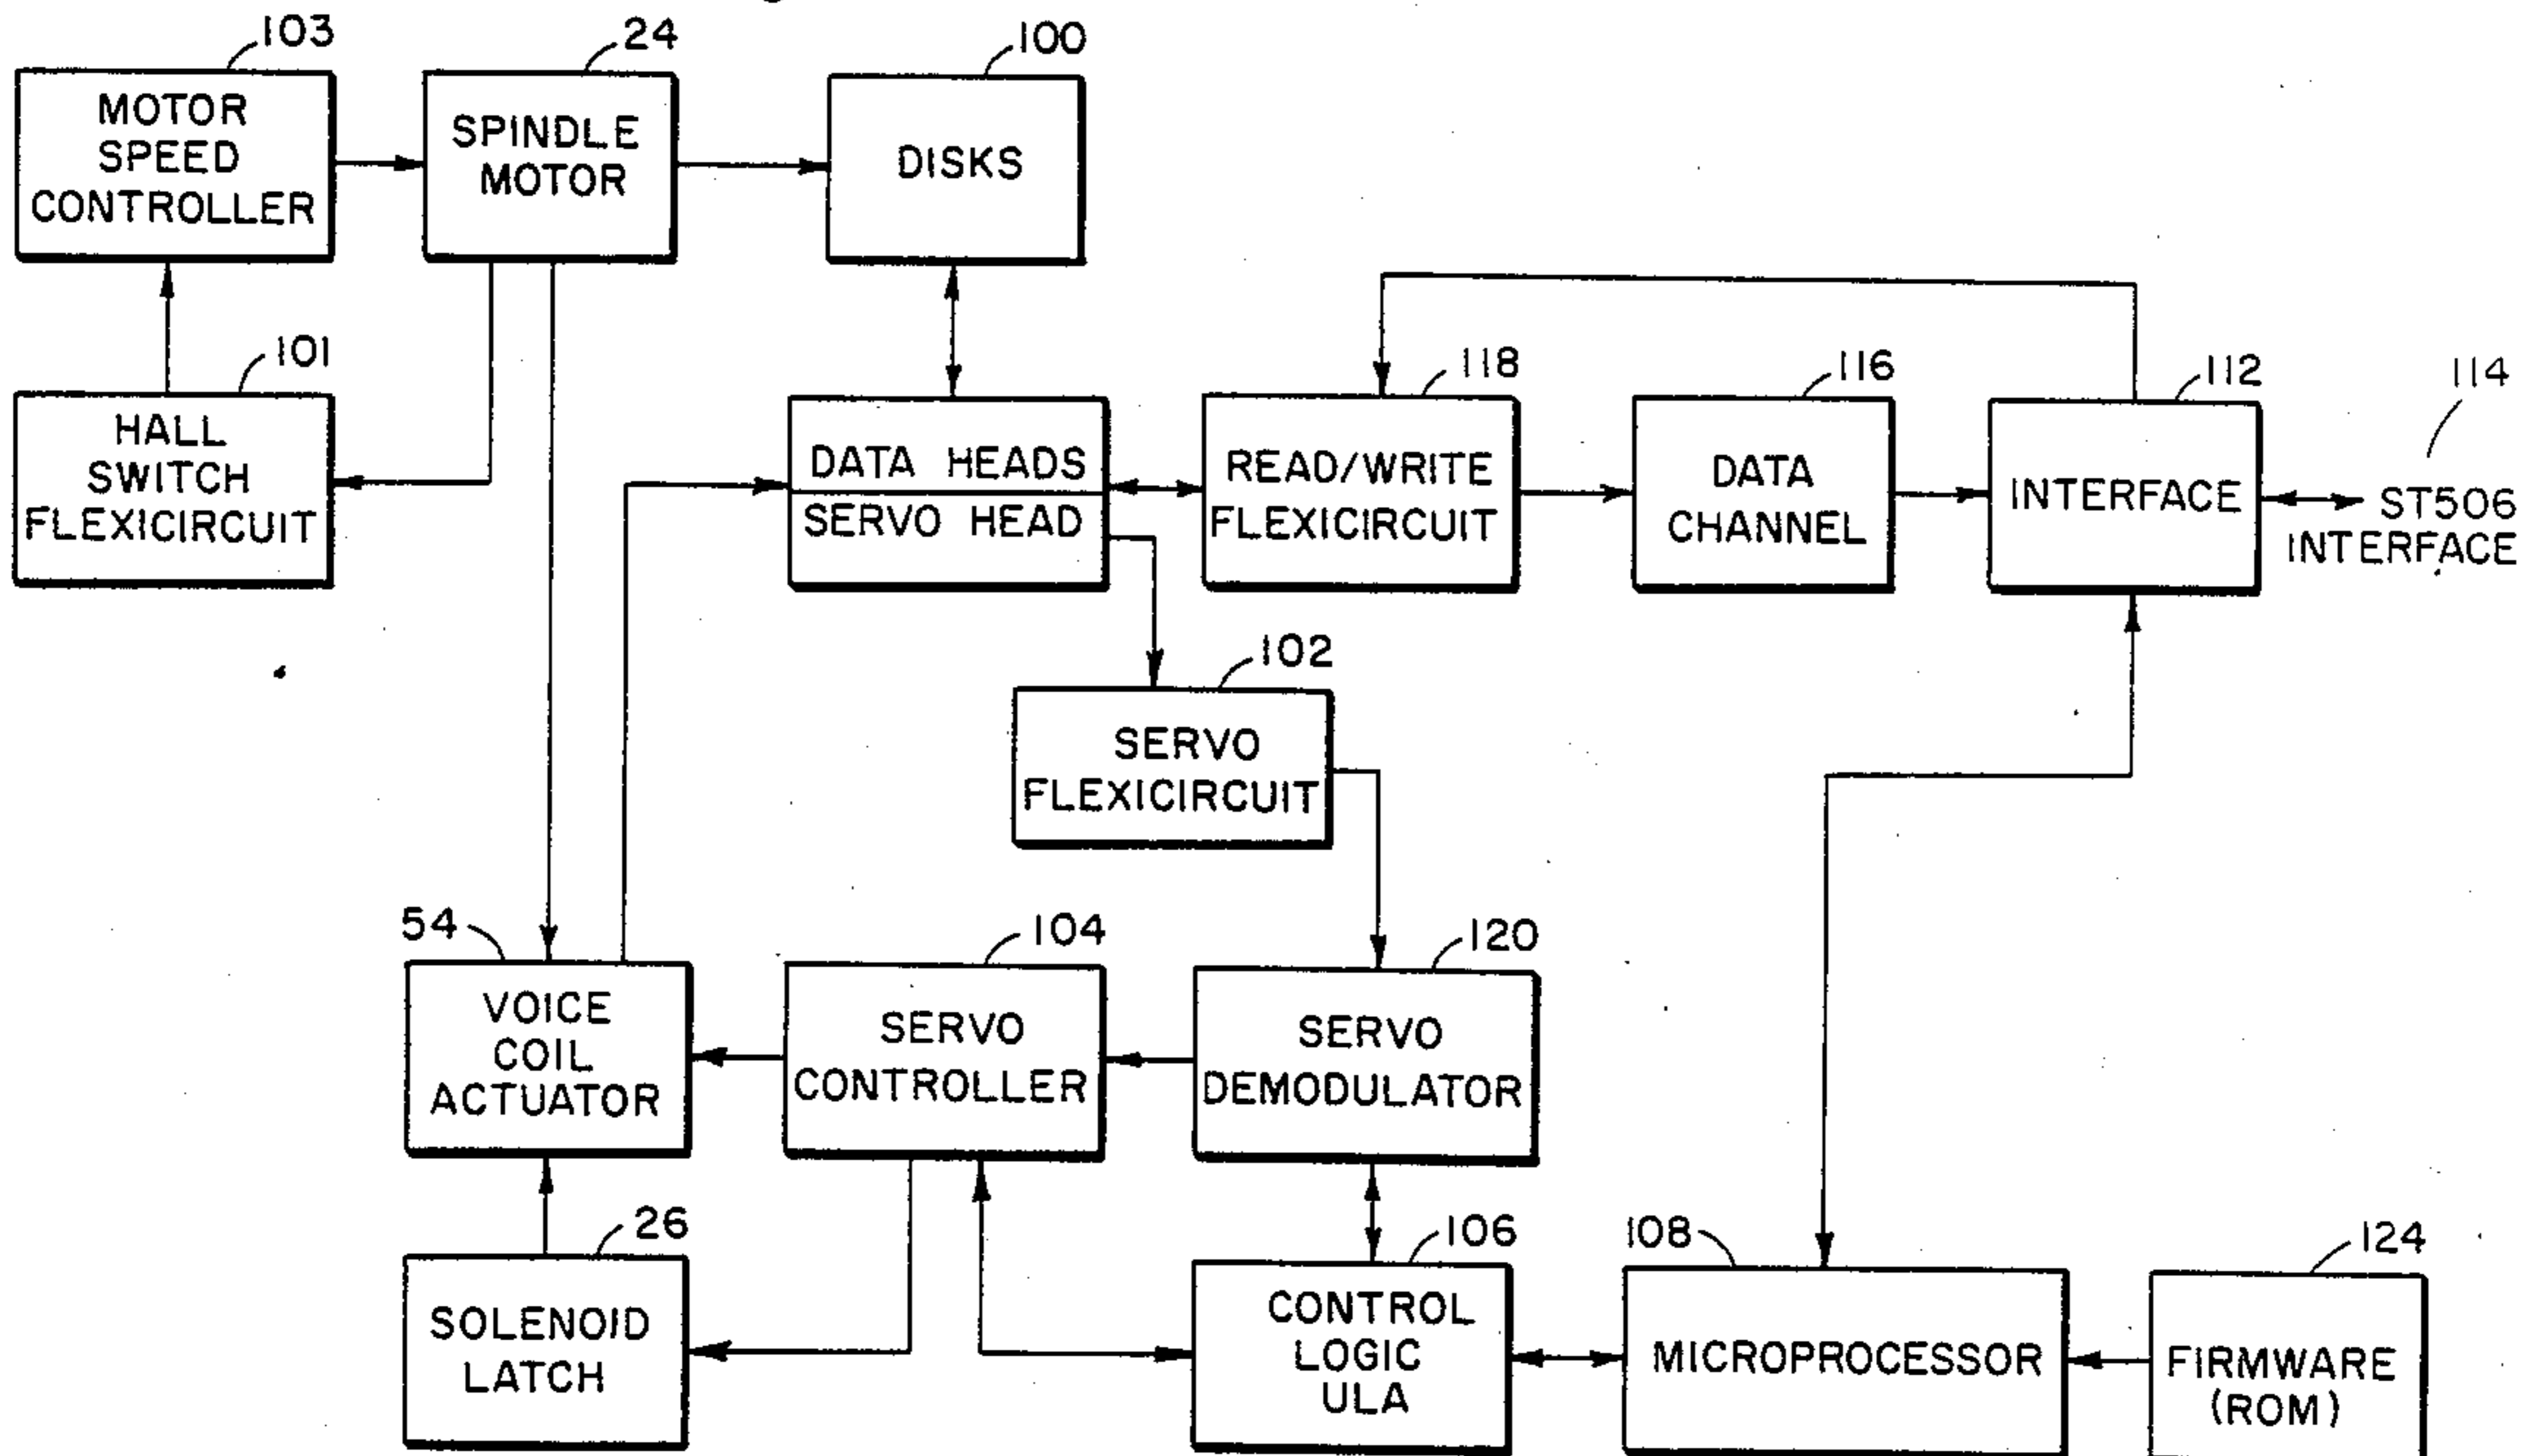 103
MOTOR
SPEED
CONTROLLER
24
SPINDLE
MOTOR
100
DISKS
101
HALL
SWITCH
FLEXICIRCUIT
DATA HEADS
SERVO HEAD
118
READ/WRITE
FLEXICIRCUIT
116
DATA
CHANNEL
112
INTERFACE
114
ST506
INTERFACE
102
SERVO
FLEXICIRCUIT
54
VOICE
COIL
ACTUATOR
104
SERVO
CONTROLLER
120
SERVO
DEMODULATOR
26
SOLENOID
LATCH
106
CONTROL
LOGIC
ULA
108
MICROPROCESSOR
124
FIRMWARE
(ROM)